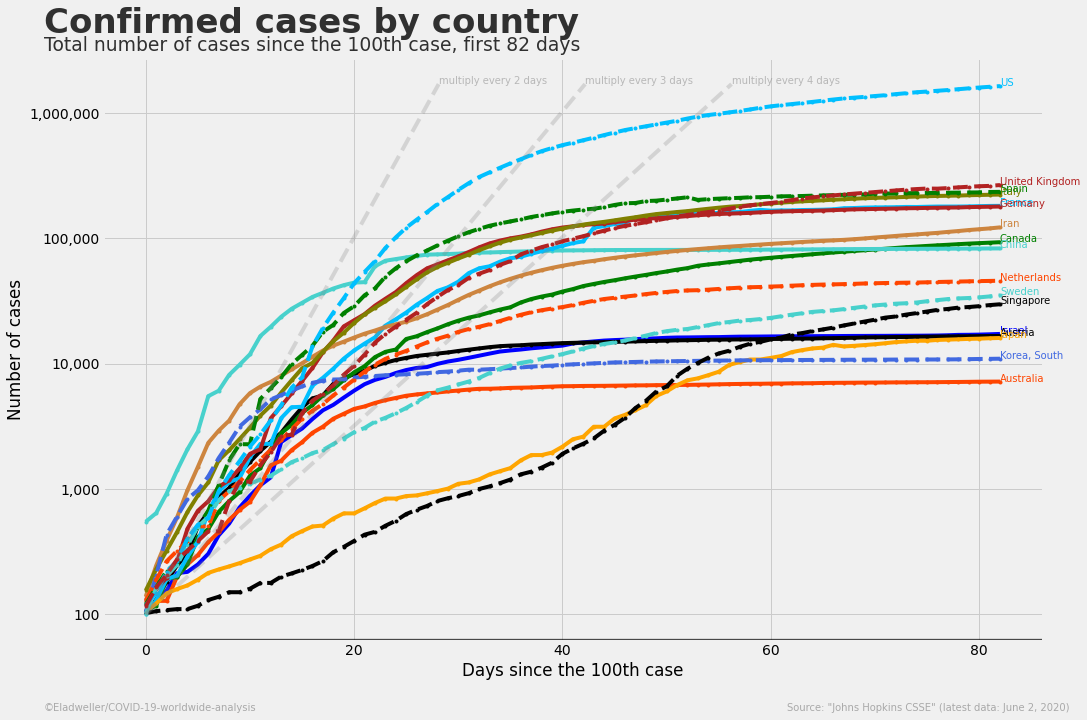 Confirmed cases by country
Total number of cases since the 100th case, first 82 days
multiply every 2 days
multiply every 3 days
multiply every 4 days
US
1,000,000
United Kingdom
Spain
Italy
Germany
Iran
100,000
Canada
China
Netherlands
Sweden
Singapore
Israel
10,000
Korea, South
Australia
1,000
100
Number of cases
0
20
40
60
80
Days since the 100th case
©Eladweller/COVID-19-worldwide-analysis
Source: "Johns Hopkins CSSE" (latest data: June 2, 2020)